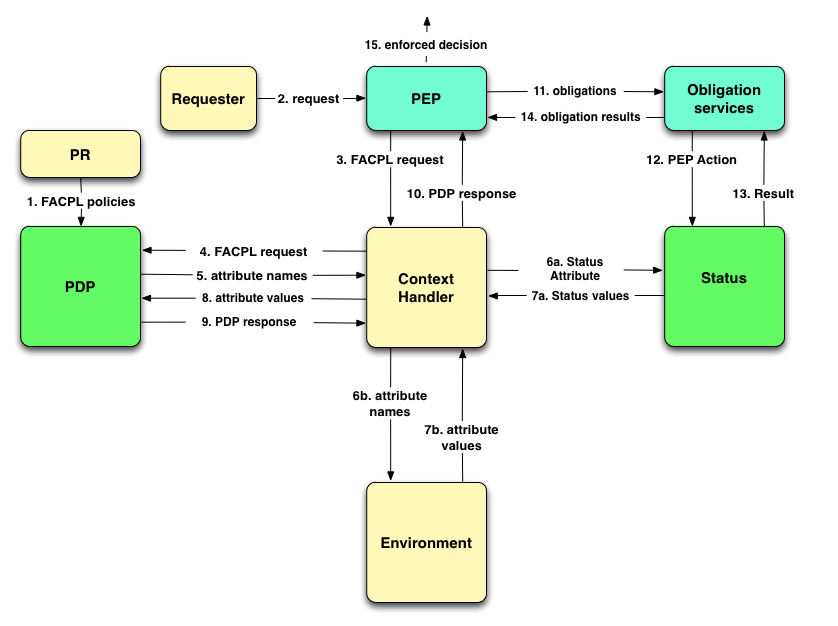 15. enforced decision
Requester
2. request
PEP
11. obligations
14. obligation results
Obligation
services
PR
1. FACPL policies
3. FACPL request
10. PDP response
12. PEP Action
13. Result
PDP
4. FACPL request
5. attribute names
8. attribute values
9. PDP response
Context
Handler
6a. Status
Attribute
7a. Status values
Status
6b. attribute
names
7b. attribute
values
Environment